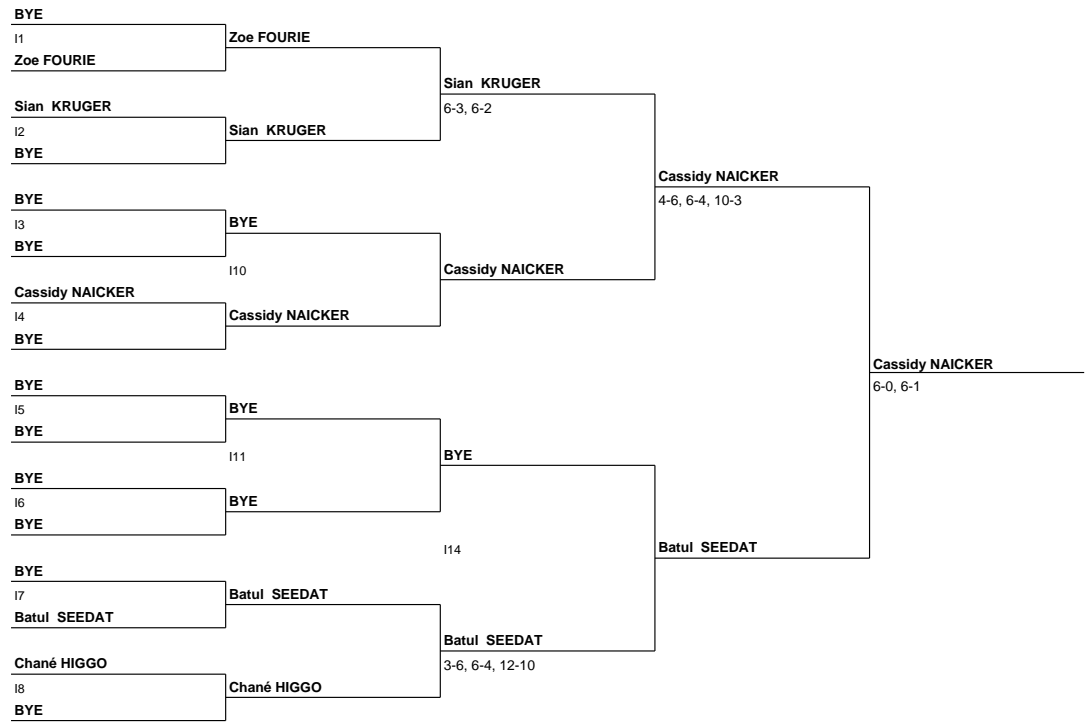 BYE
I1
Zoe FOURIE
Zoe FOURIE
Sian  KRUGER
6-3, 6-2
Sian  KRUGER
I2
BYE
Sian  KRUGER
Cassidy NAICKER
4-6, 6-4, 10-3
BYE
I3
BYE
BYE
I10
Cassidy NAICKER
Cassidy NAICKER
I4
BYE
Cassidy NAICKER
Cassidy NAICKER
6-0, 6-1
BYE
I5
BYE
BYE
I11
BYE
BYE
I6
BYE
BYE
I14
Batul  SEEDAT
BYE
I7
Batul  SEEDAT
Batul  SEEDAT
Batul  SEEDAT
3-6, 6-4, 12-10
Chané HIGGO
I8
BYE
Chané HIGGO